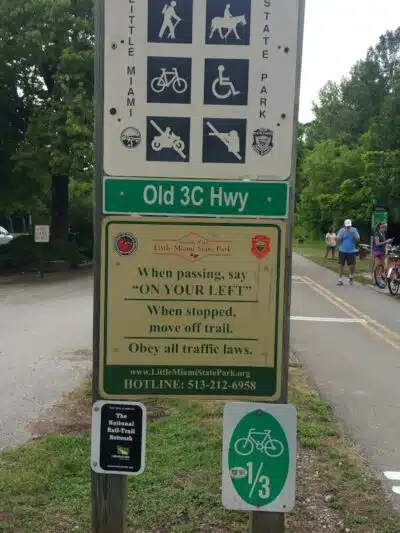 LITTLE MIAMI
STATE PARK
Old 3C Hwy
Little Miami State Park
When passing, say
"ON YOUR LEFT"
When stopped,
move off trail.
Obey all traffic laws.
www.LittleMiamiStatePark.org
HOTLINE: 513-212-6958
The
National
Rail-Trail
Network
1/3